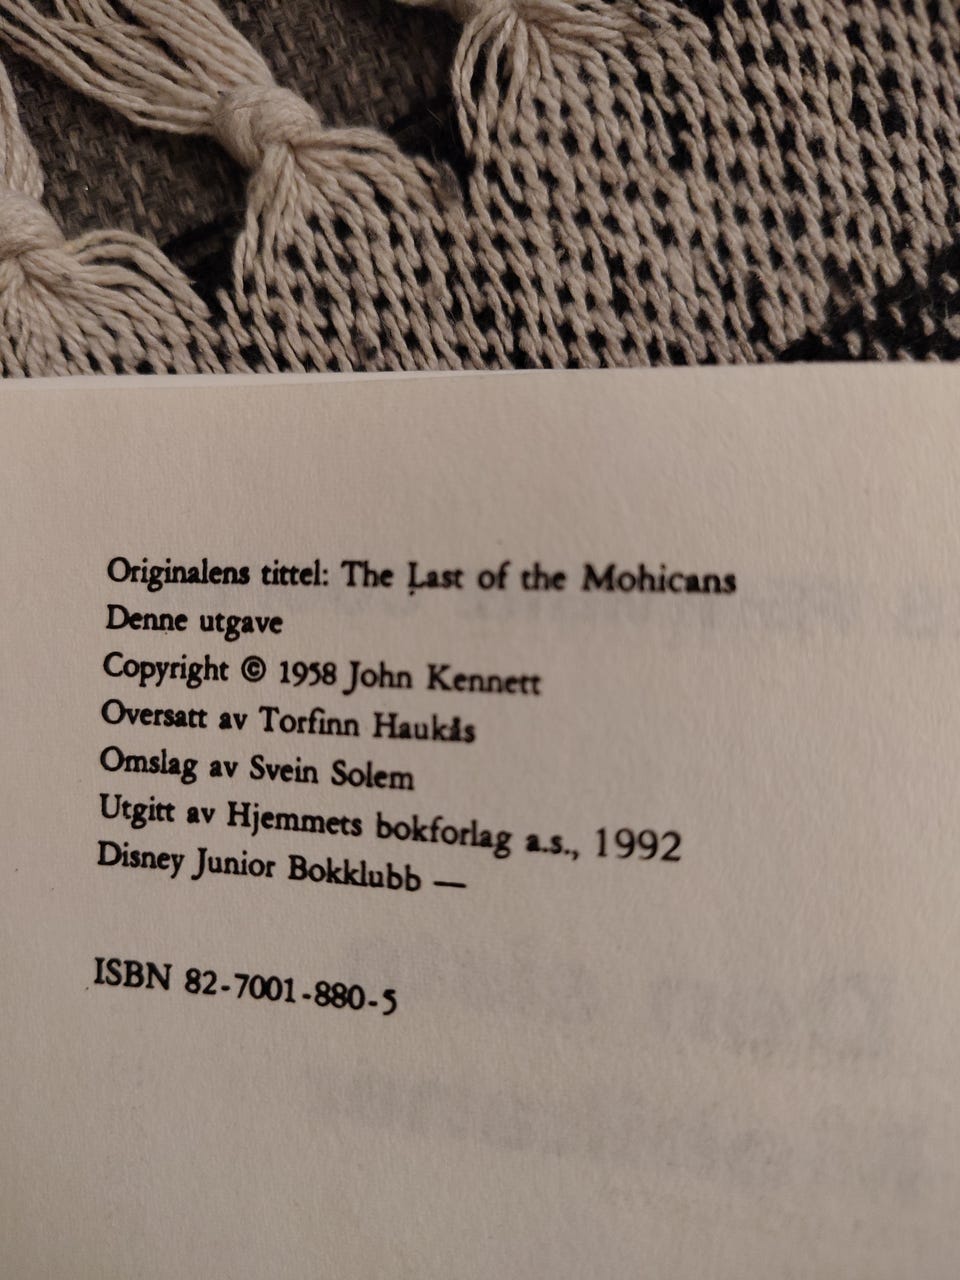 Originalens tittel: The Last of the Mohicans
Denne utgave
Copyright © 1958 John Kennett
Oversatt av Torfinn Haukås
Omslag av Svein Solem
Utgitt av Hjemmets bokforlag a.s., 1992
Disney Junior Bokklubb —
ISBN 82-7001-880-5